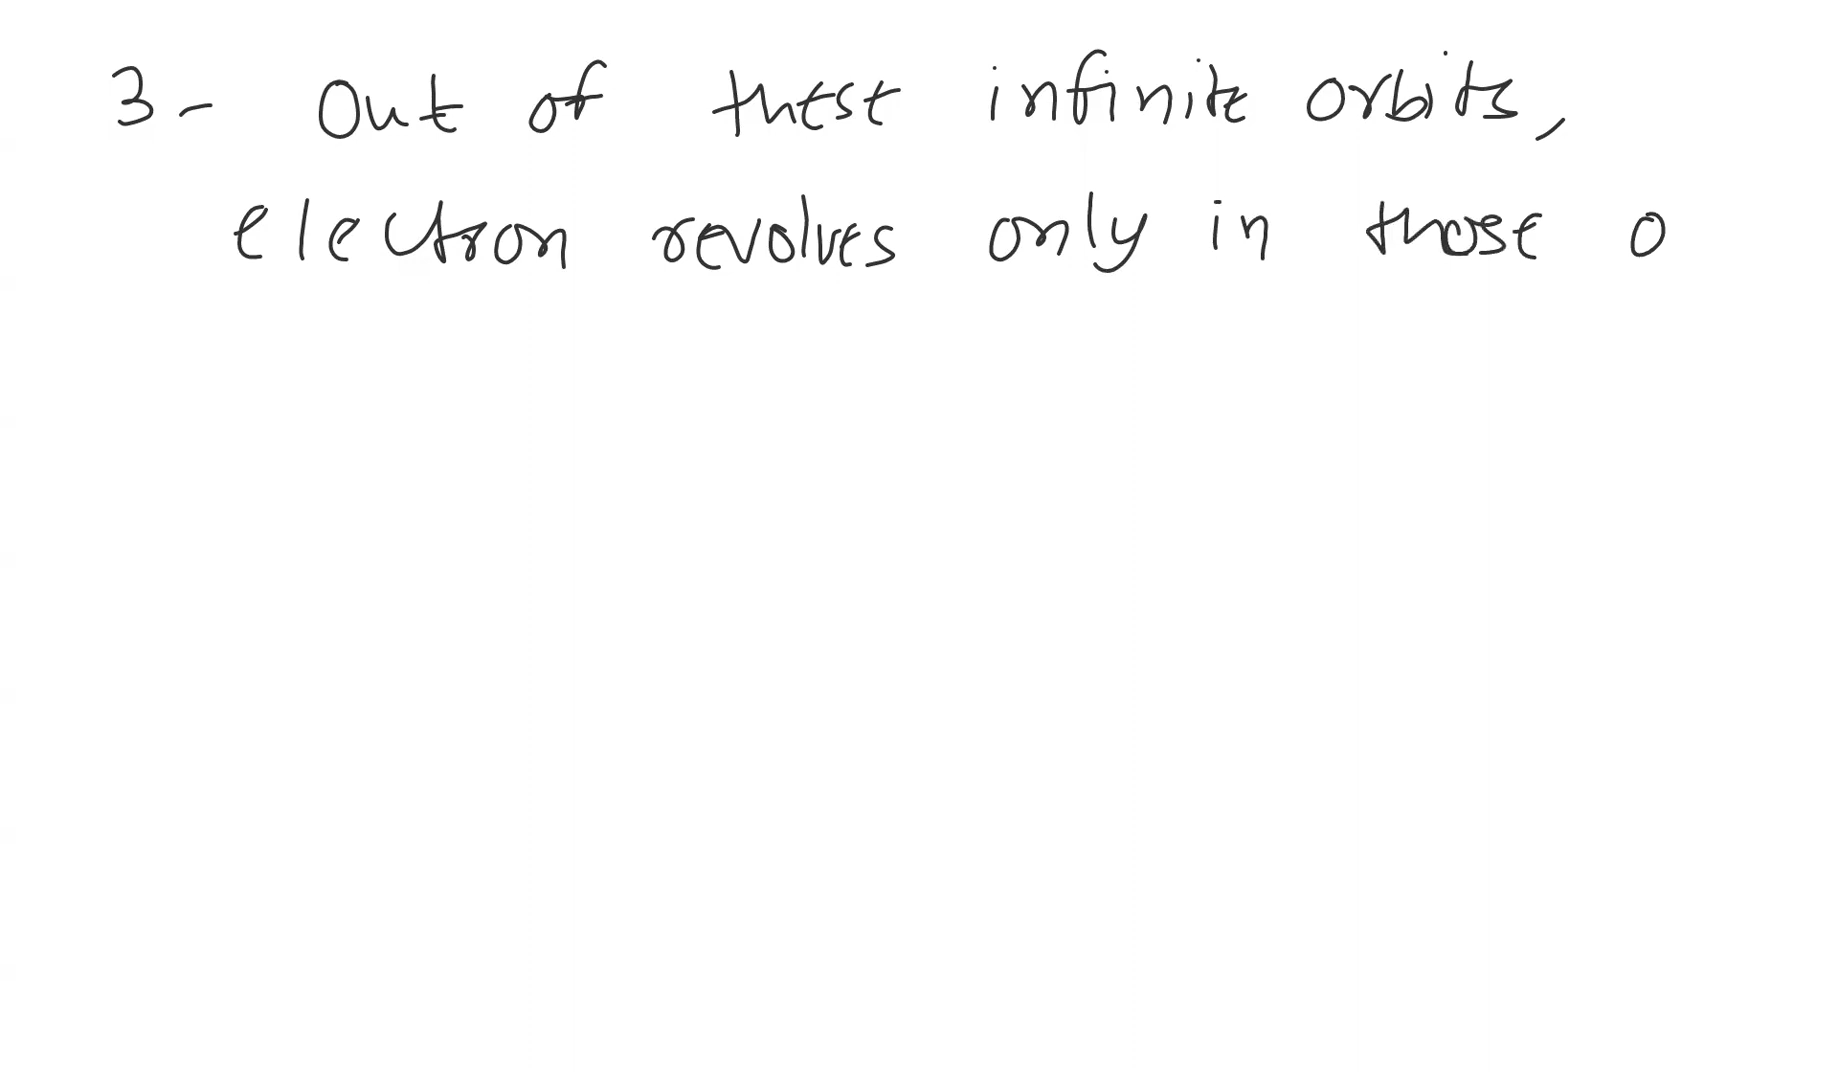 3- Out of these infinite orbits,
electron revolves only in those o